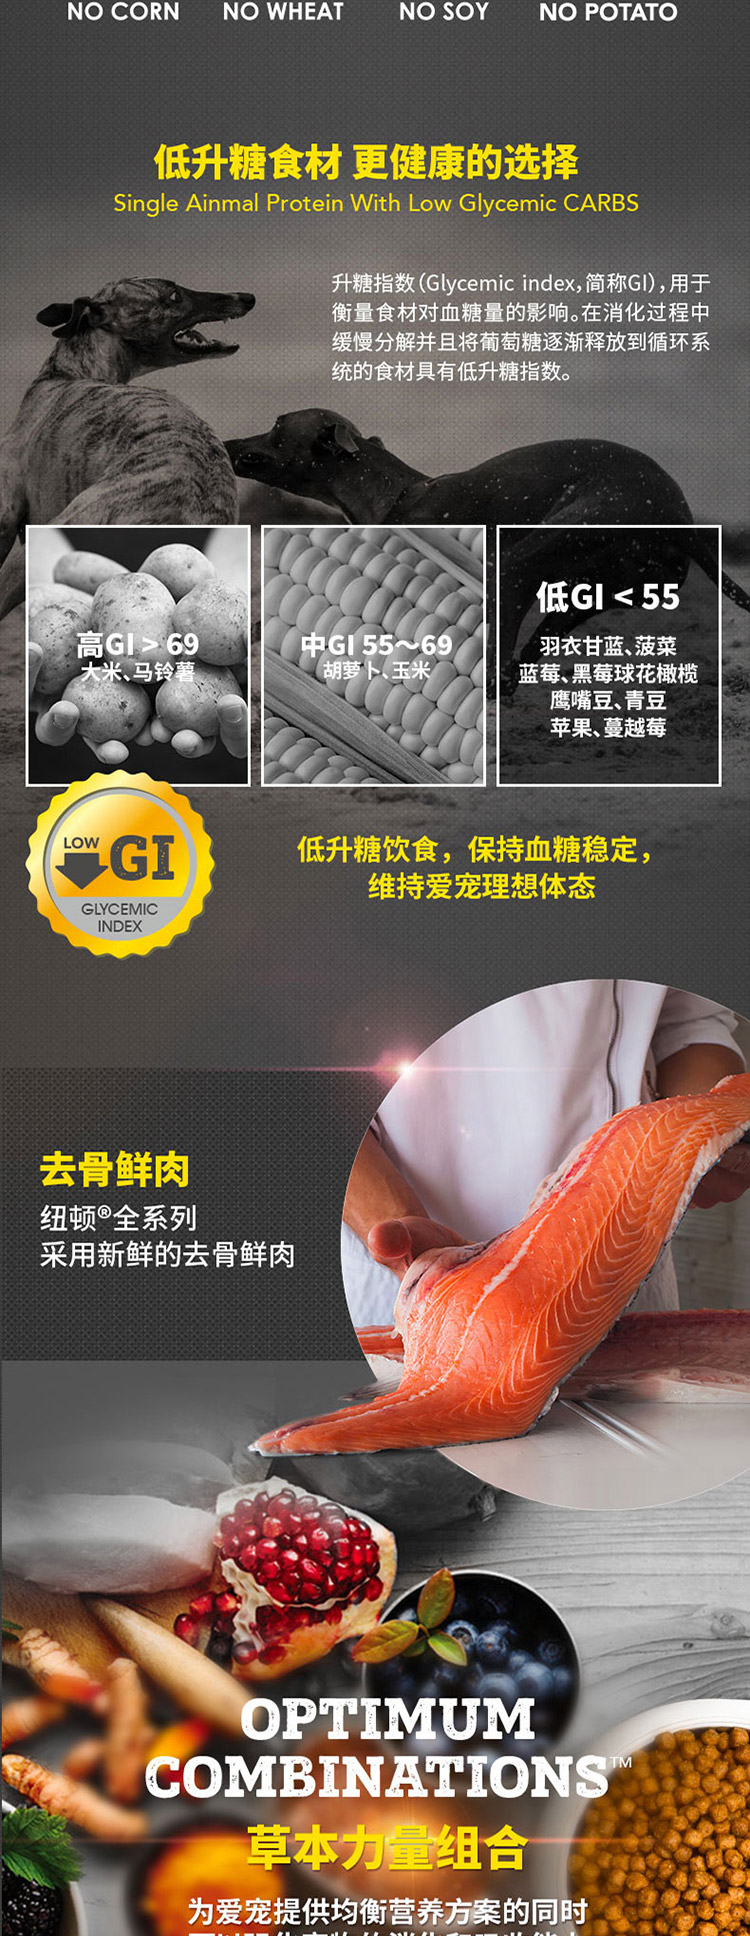 NO CORN NO WHEAT NO SOY NO POTATO
低升糖食材 更健康的选择
Single Ainmal Protein With Low Glycemic CARBS
升糖指数(Glycemic index,简称GI),用于
衡量食材对血糖量的影响。在消化过程中
缓慢分解并且将葡萄糖逐渐释放到循环系
统的食材具有低升糖指数。
高GI > 69
大米、马铃薯
中GI 55~69
胡萝卜、玉米
低GI < 55
羽衣甘蓝、菠菜
蓝莓、黑莓球花橄榄
鹰嘴豆、青豆
苹果、蔓越莓
LOW GI
GLYCEMIC
INDEX
低升糖饮食，保持血糖稳定，
维持爱宠理想体态
去骨鲜肉
纽顿®全系列
采用新鲜的去骨鲜肉
OPTIMUM
COMBINATIONS™
草本力量组合
为爱宠提供均衡营养方案的同时